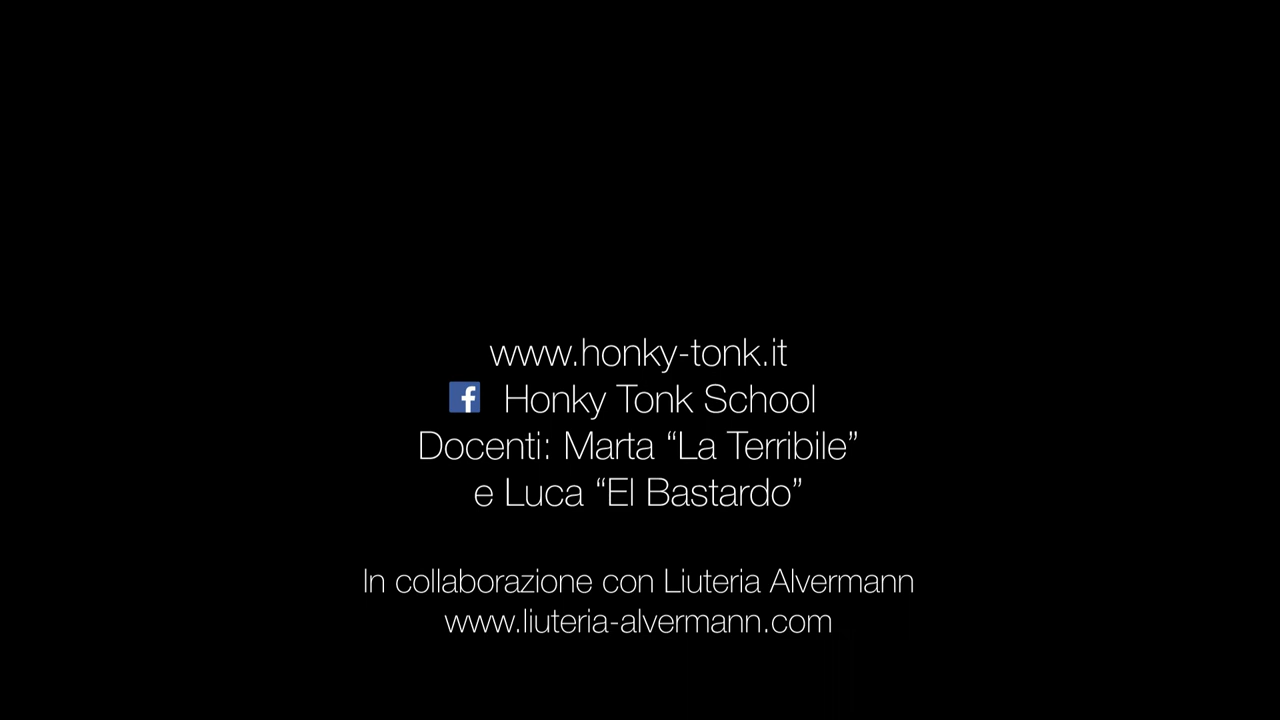 www.honky-tonk.it
Honky Tonk School
Docenti: Marta “La Terribile”
e Luca “El Bastardo”
In collaborazione con Liuteria Alvermann
www.liuteria-alvermann.com